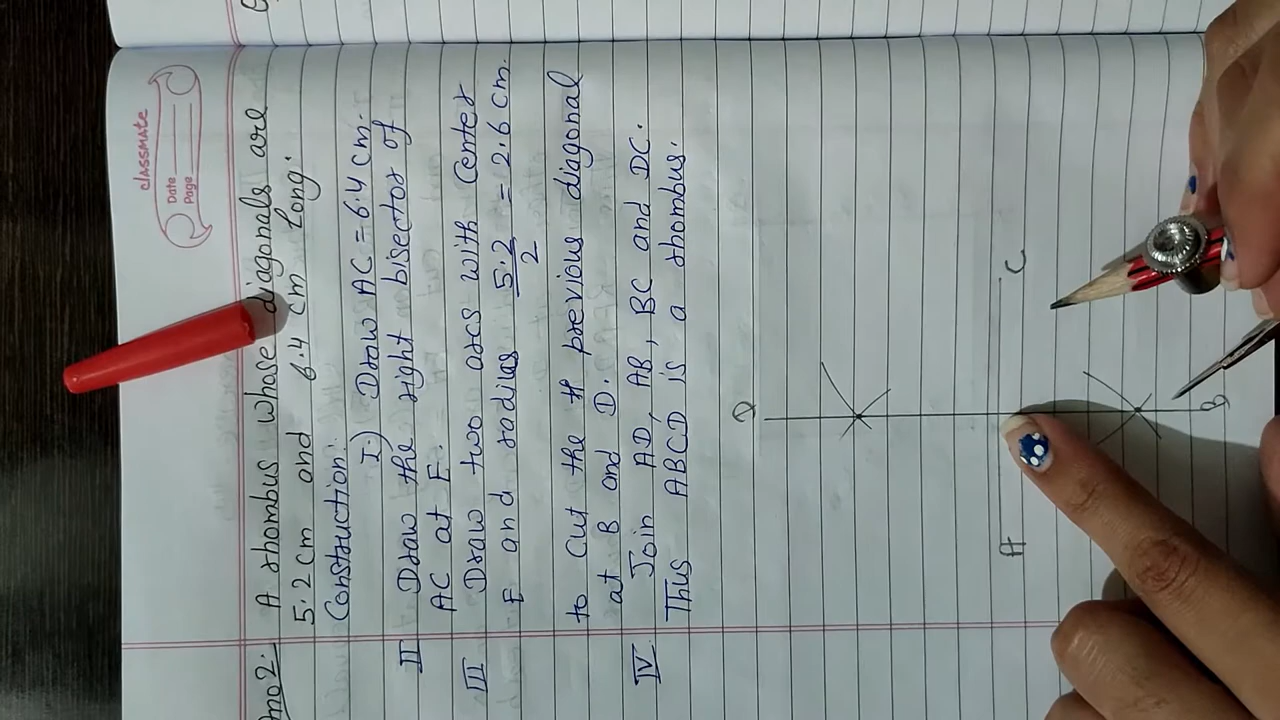 classmate
Date
Page
no2. A rhombus whose diagonals are
5.2 cm and 6.4 cm long.
Construction:
I) Draw AC = 6.4 cm.
II Draw the right bisector of
AC at E.
III Draw two arcs with center
E and radius 5.2/2 = 2.6 cm.
to cut the previous diagonal
at B and D.
IV Join AD, AB, BC and DC.
Thus ABCD is a rhombus.
D
A C
B